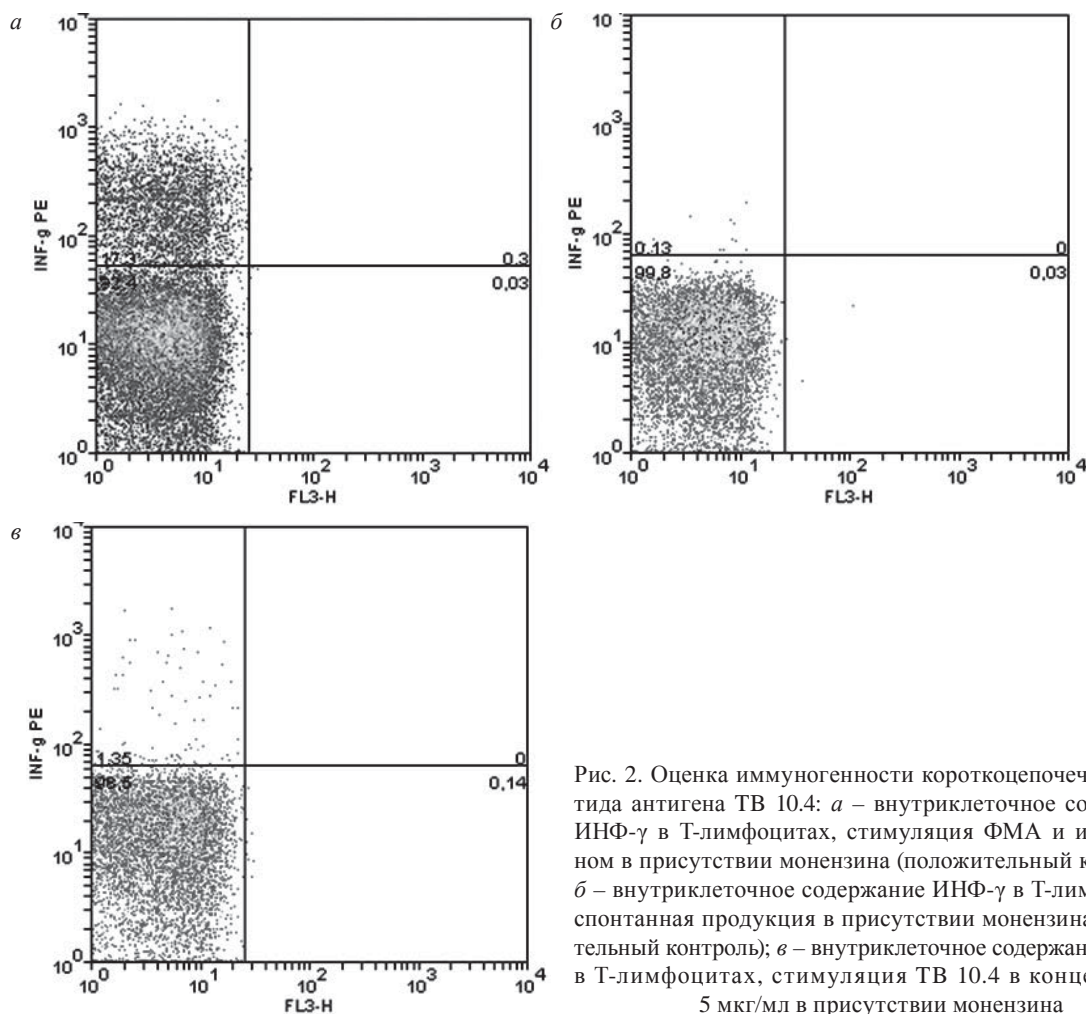 а
10⁴
10³
10²
10¹
10⁰
INF-g PE
17,3
0.3
82,4
0,03
10⁰ 10¹ 10² 10³ 10⁴
FL3-H
б
10
10³
10²
10¹
10⁰
INF-g PE
0.13
0
99,8
0,03
10⁰ 10¹ 10² 10³ 10⁴
FL3-H
в
10
10³
10²
10¹
10⁰
INF-g PE
1,35
0
98,5
0,14
10⁰ 10¹ 10² 10³ 10⁴
FL3-H
Рис. 2. Оценка иммуногенности короткоцепочеч
тида антигена ТВ 10.4: а – внутриклеточное со
ИНФ-γ в Т-лимфоцитах, стимуляция ФМА и и
ном в присутствии монензина (положительный к
б – внутриклеточное содержание ИНФ-γ в Т-лим
спонтанная продукция в присутствии монензина
тельный контроль); в – внутриклеточное содержан
в Т-лимфоцитах, стимуляция ТВ 10.4 в конце
5 мкг/мл в присутствии монензина